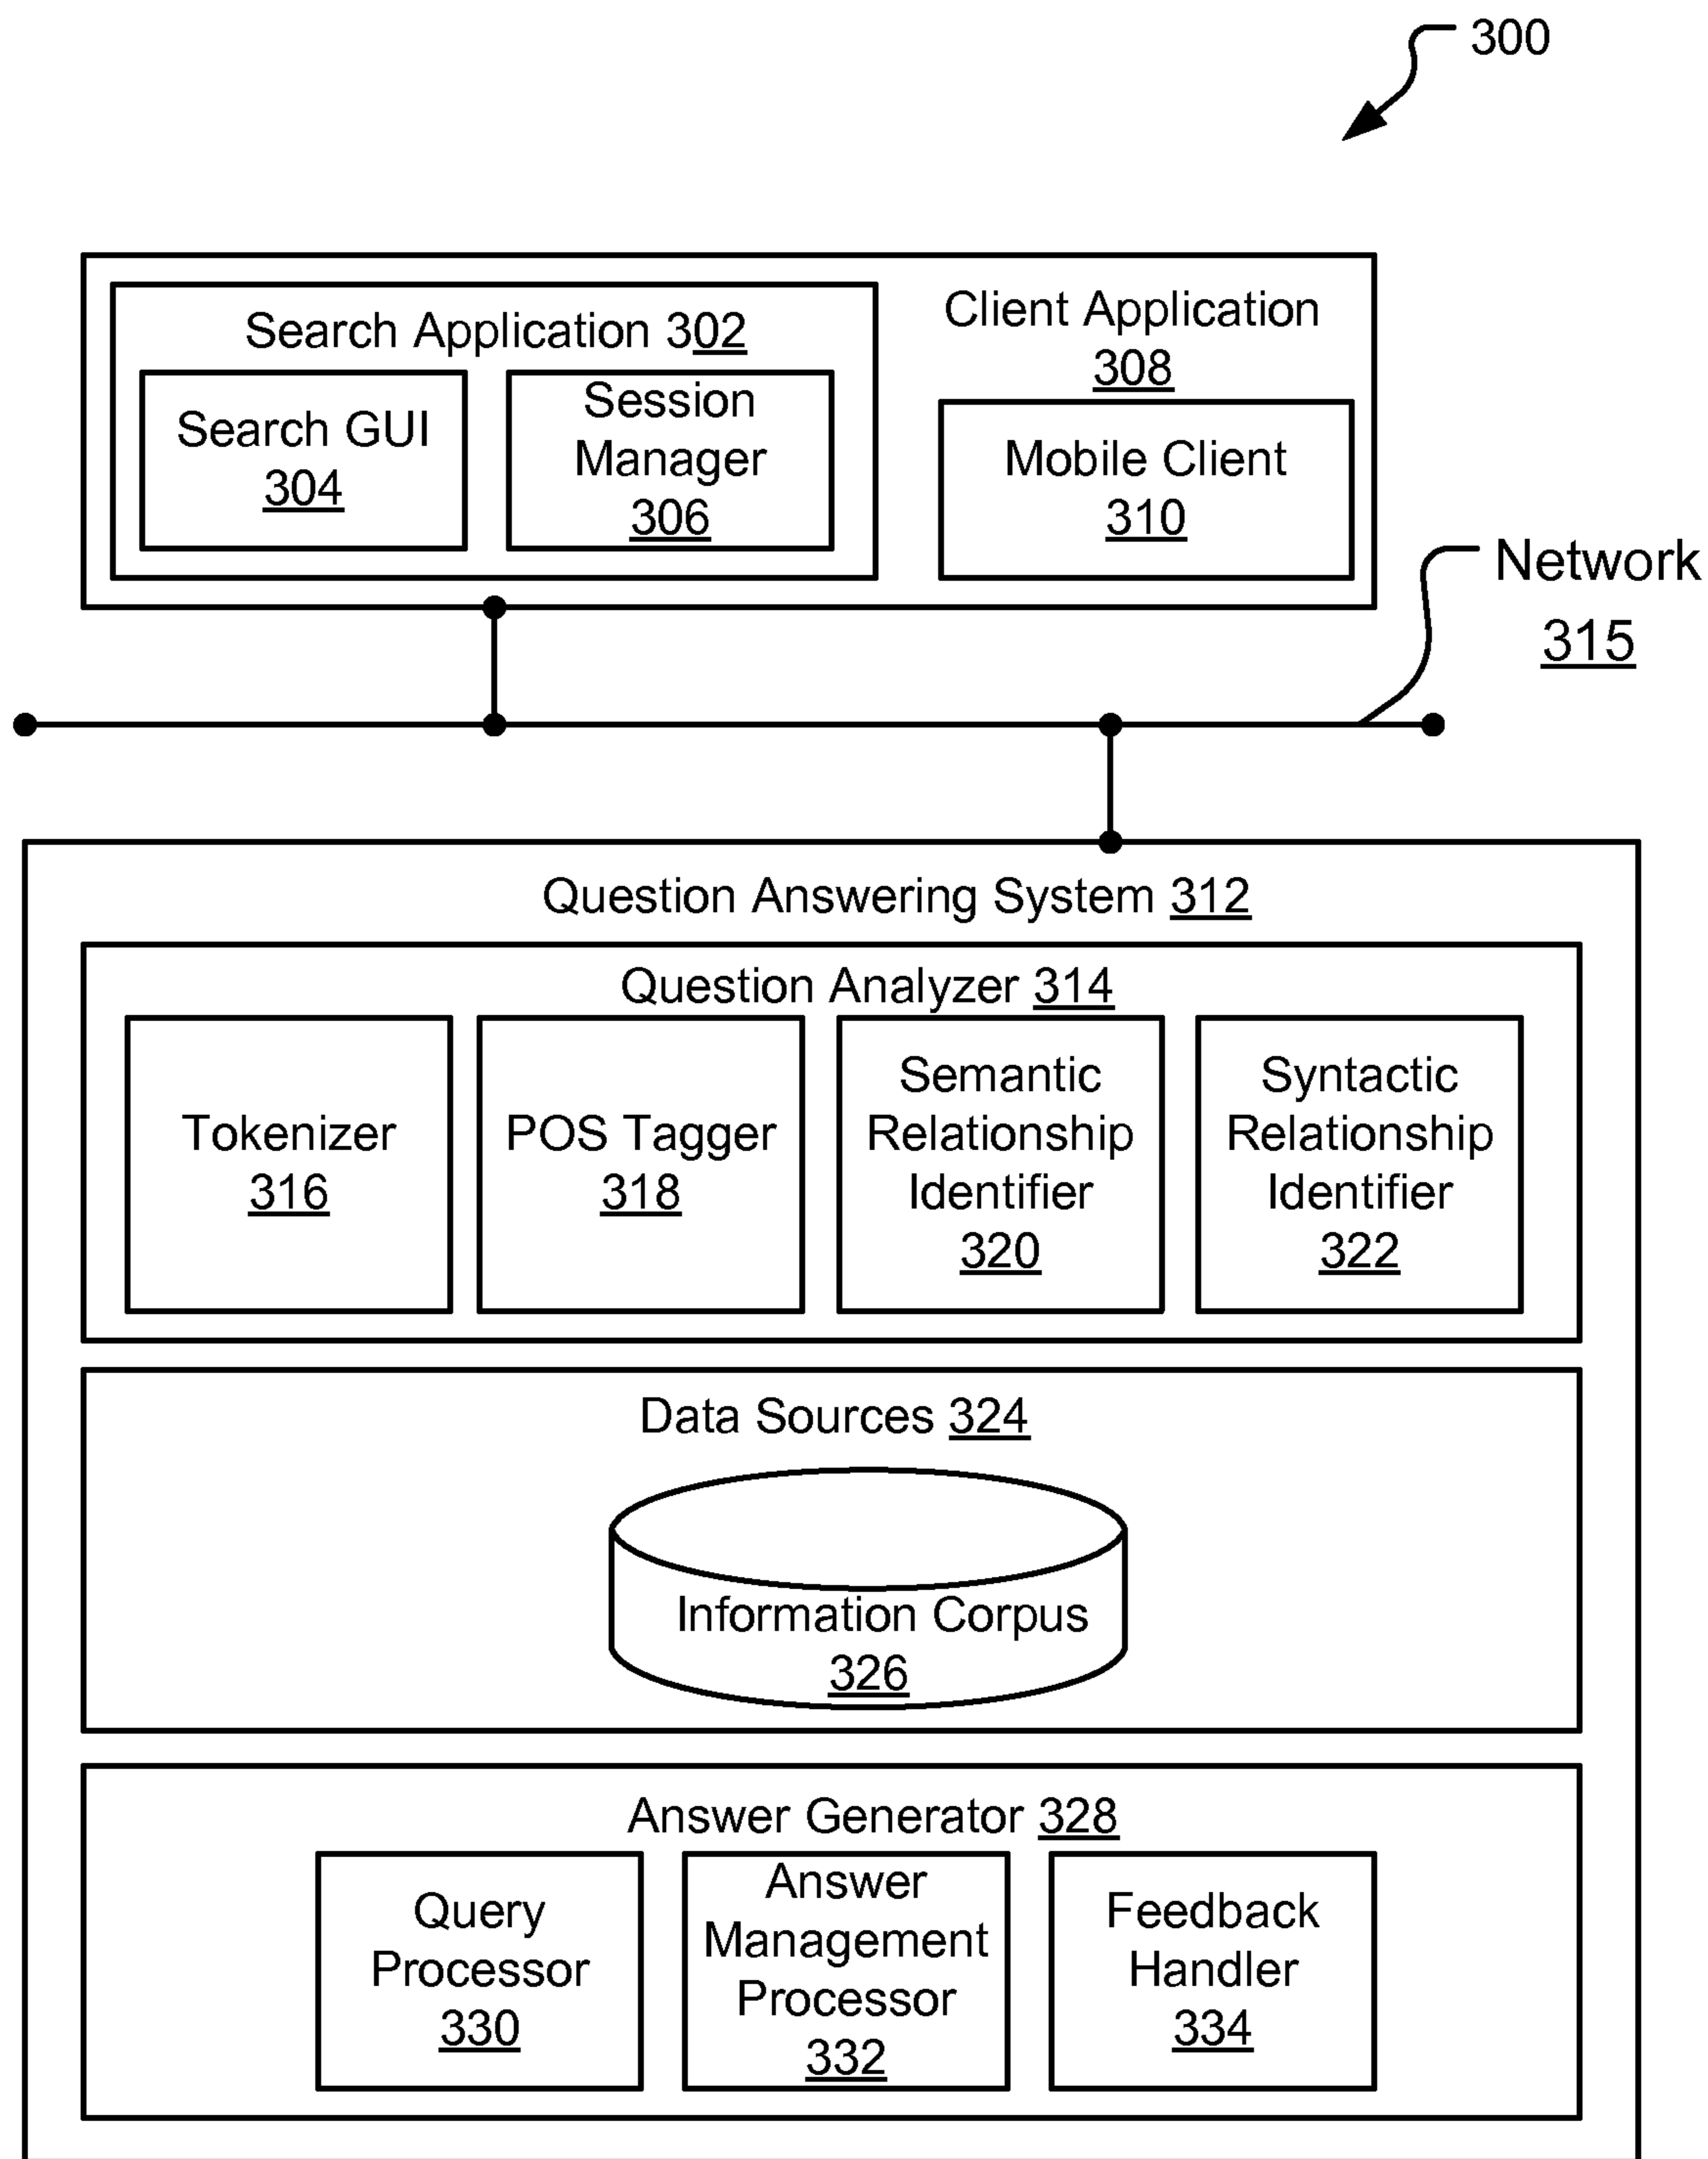 300
Search Application 302
Client Application
308
Search GUI
304
Session
Manager
306
Mobile Client
310
Network
315
Question Answering System 312
Question Analyzer 314
Tokenizer
316
POS Tagger
318
Semantic
Relationship
Identifier
320
Syntactic
Relationship
Identifier
322
Data Sources 324
Information Corpus
326
Answer Generator 328
Query
Processor
330
Answer
Management
Processor
332
Feedback
Handler
334